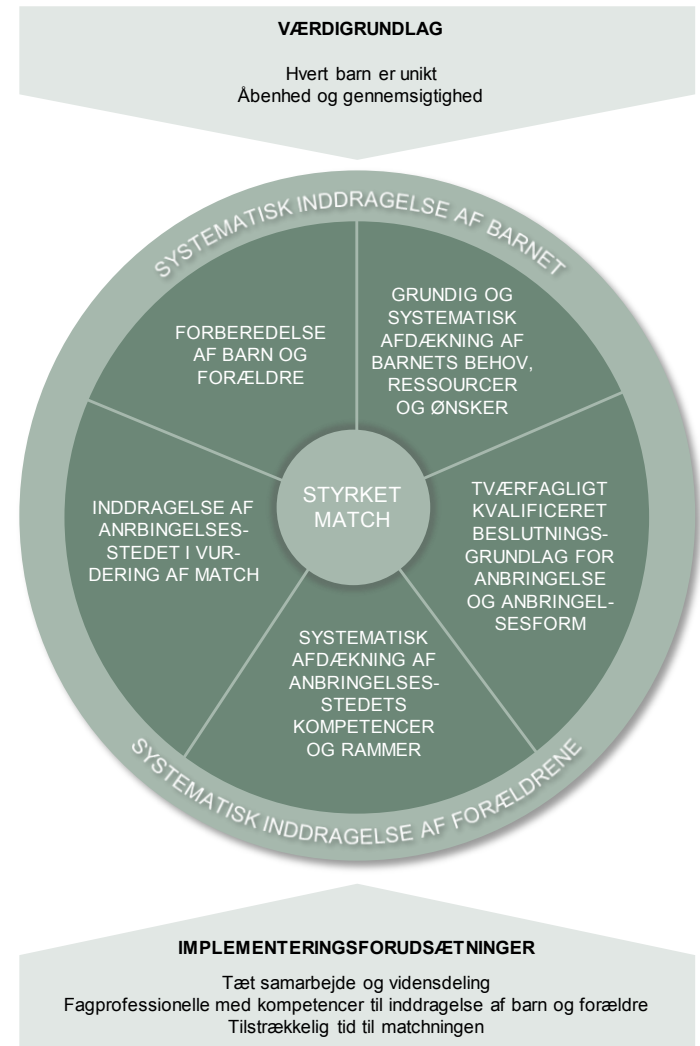 VÆRDIGRUNDLAG
Hvert barn er unikt
Åbenhed og gennemsigtighed
SYSTEMATISK INDDRAGELSE AF BARNET
GRUNDIG OG
SYSTEMATISK
AFDÆKNING AF
BARNETS BEHOV,
RESSOURCER
OG ØNSKER
TVÆRFAGLIGT
KVALIFICERET
BESLUTNINGS-
GRUNDLAG FOR
ANBRINGELSE
OG ANBRINGEL-
SESFORM
SYSTEMATISK
AFDÆKNING AF
ANBRINGELSES-
STEDETS
KOMPETENCER
OG RAMMER
INDDRAGELSE AF
ANRBINGELSES-
STEDET I VUR-
DERING AF MATCH
FORBEREDELSE
AF BARN OG
FORÆLDRE
STYRKET
MATCH
SYSTEMATISK INDDRAGELSE AF FORÆLDRENE
IMPLEMENTERINGSFORUDSÆTNINGER
Tæt samarbejde og vidensdeling
Fagprofessionelle med kompetencer til inddragelse af barn og forældre
Tilstrækkelig tid til matchningen